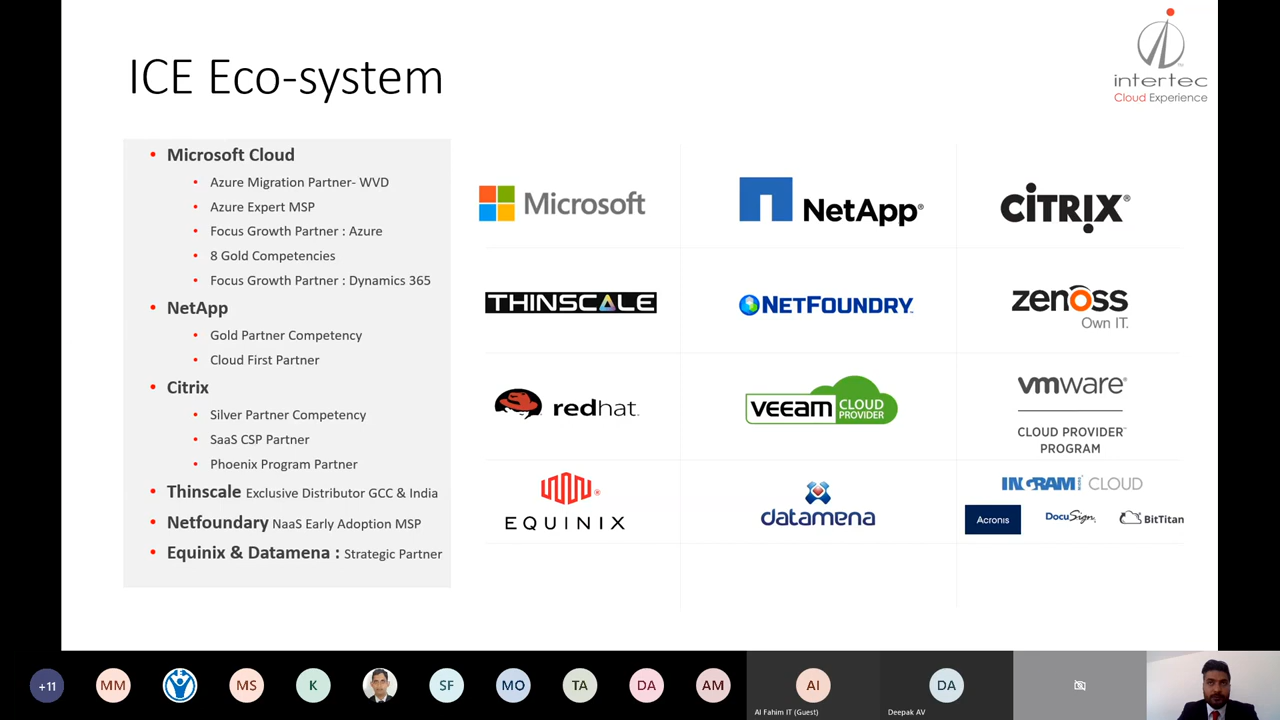 ICE Eco-system
intertec
Cloud Experience
• Microsoft Cloud
• Azure Migration Partner- WVD
• Azure Expert MSP
• Focus Growth Partner : Azure
• 8 Gold Competencies
• Focus Growth Partner : Dynamics 365
• NetApp
• Gold Partner Competency
• Cloud First Partner
• Citrix
• Silver Partner Competency
• SaaS CSP Partner
• Phoenix Program Partner
• Thinscale Exclusive Distributor GCC & India
• Netfoundary NaaS Early Adoption MSP
• Equinix & Datamena : Strategic Partner
Microsoft
NetApp®
CITRIX®
THINSCALE
NETFOUNDRY
zenoss
Own IT.
redhat.
veeAM CLOUD PROVIDER
vmware®
CLOUD PROVIDER™
PROGRAM
EQUINIX
datamena
INGRAM MICRO CLOUD
Acronis
DocuSign
BitTitan
+11
MM
MS
K
SF
MO
TA
DA
AM
AI
DA
Al Fahim IT (Guest)
Deepak AV